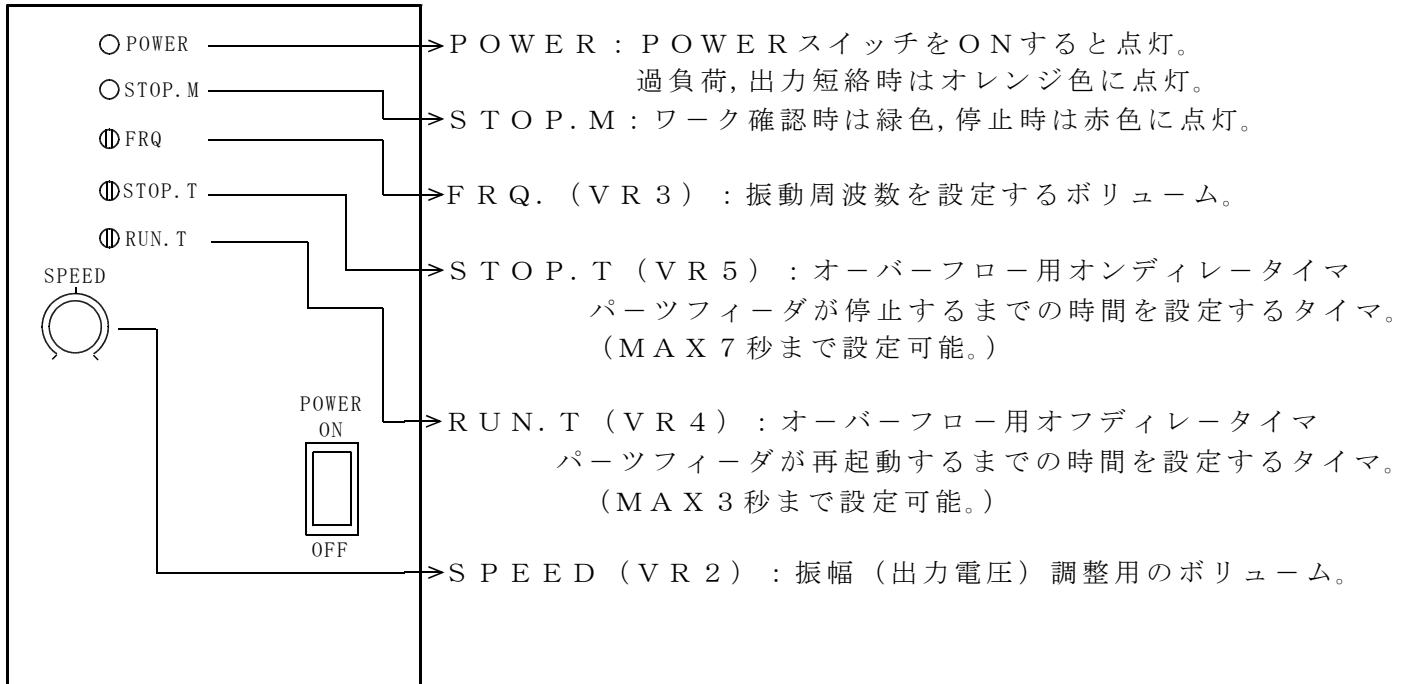 POWER
STOP.M
FRQ
STOP.T
RUN.T
SPEED
POWER
ON
OFF
POWER：POWERスイッチをONすると点灯。
過負荷,出力短絡時はオレンジ色に点灯。
STOP.M：ワーク確認時は緑色,停止時は赤色に点灯。
FRQ.（VR3）：振動周波数を設定するボリューム。
STOP.T（VR5）：オーバーフロー用オンディレータイマ
パーツフィーダが停止するまでの時間を設定するタイマ。
（MAX7秒まで設定可能。）
RUN.T（VR4）：オーバーフロー用オフディレータイマ
パーツフィーダが再起動するまでの時間を設定するタイマ。
（MAX3秒まで設定可能。）
SPEED（VR2）：振幅（出力電圧）調整用のボリューム。